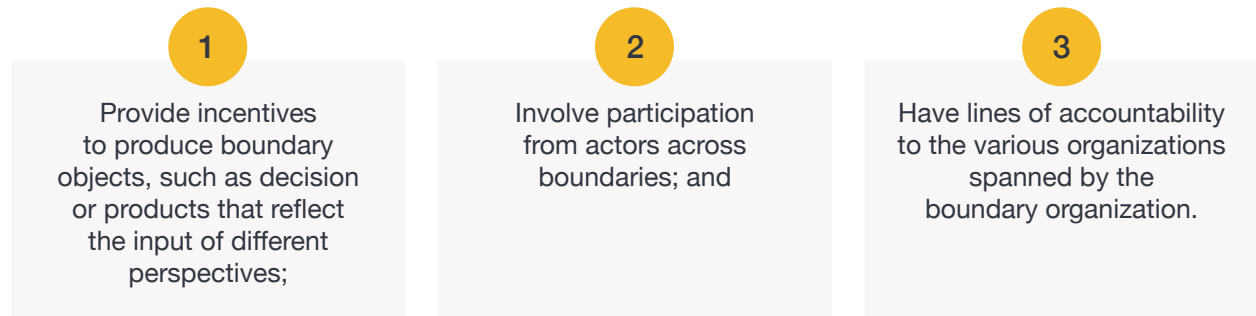 1
Provide incentives
to produce boundary
objects, such as decision
or products that reflect
the input of different
perspectives;
2
Involve participation
from actors across
boundaries; and
3
Have lines of accountability
to the various organizations
spanned by the
boundary organization.